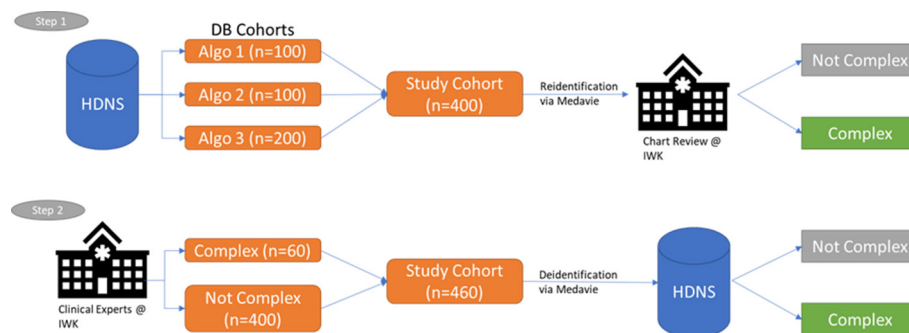 Step 1
DB Cohorts
HDNS
Algo 1 (n=100)
Algo 2 (n=100)
Algo 3 (n=200)
Study Cohort
(n=400)
Reidentification
via Medavie
Chart Review @
IWK
Not Complex
Complex
Step 2
Clinical Experts @
IWK
Complex (n=60)
Not Complex
(n=400)
Study Cohort
(n=460)
Deidentification
via Medavie
HDNS
Not Complex
Complex